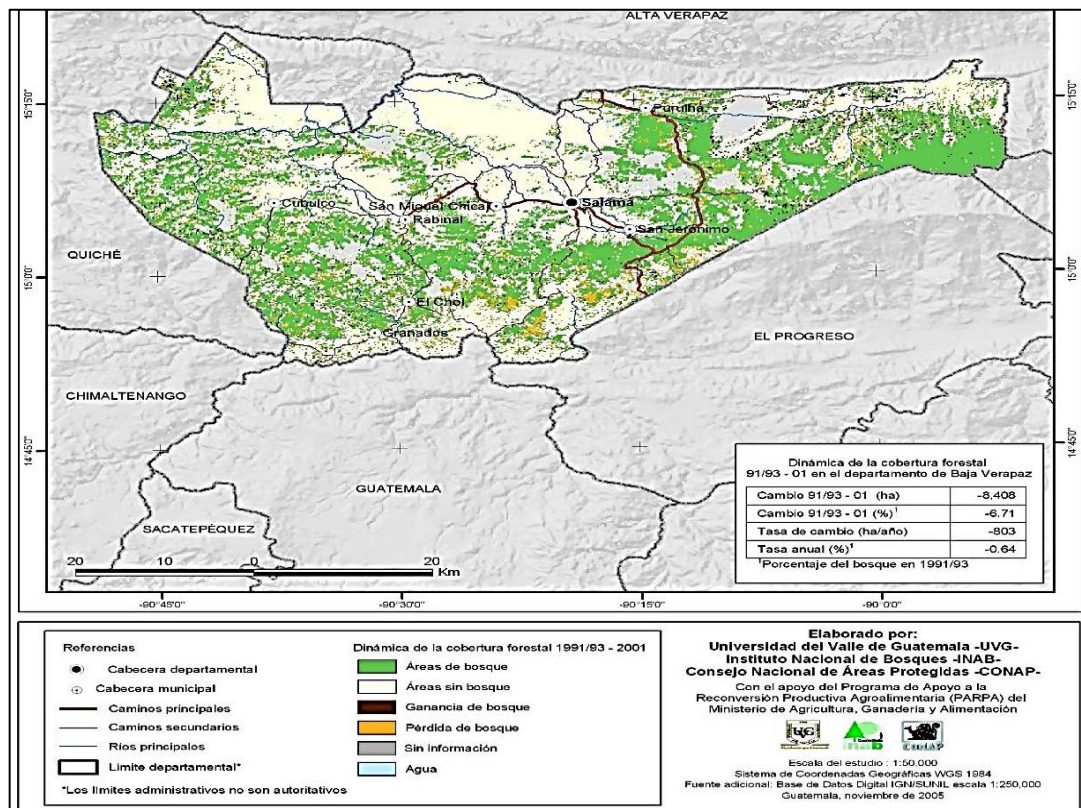 ALTA VERAPAZ
15°15'0"
15°15'0"
Purulhá
Cubulco
San Miguel Chicaj
Salamá
Rabinal
San Jerónimo
QUICHÉ
15°0'0"
15°0'0"
El Chol
Granados
EL PROGRESO
CHIMALTENANGO
14°45'0"
14°45'0"
GUATEMALA
SACATEPÉQUEZ
Dinámica de la cobertura forestal
91/93 - 01 en el departamento de Baja Verapaz
Cambio 91/93 - 01 (ha) -8,408
Cambio 91/93 - 01 (%)¹ -6.71
Tasa de cambio (ha/año) -803
Tasa anual (%)¹ -0.64
¹Porcentaje del bosque en 1991/93
20 10 0 20
Km
-90°45'0" -90°30'0" -90°15'0" -90°0'0"
Referencias
Cabecera departamental
Cabecera municipal
Caminos principales
Caminos secundarios
Ríos principales
Limite departamental*
*Los límites administrativos no son autoritativos
Dinámica de la cobertura forestal 1991/93 - 2001
Áreas de bosque
Áreas sin bosque
Ganancia de bosque
Pérdida de bosque
Sin información
Agua
Elaborado por:
Universidad del Valle de Guatemala -UVG-
Instituto Nacional de Bosques -INAB-
Consejo Nacional de Áreas Protegidas -CONAP-
Con el apoyo del Programa de Apoyo a la
Reconversión Productiva Agroalimentaria (PARPA) del
Ministerio de Agricultura, Ganadería y Alimentación
UVG
inab
CONAP
Escala del estudio : 1:50,000
Sistema de Coordenadas Geográficas WGS 1984
Fuente adicional: Base de Datos Digital IGN/SUNIL escala 1:250,000
Guatemala, noviembre de 2005